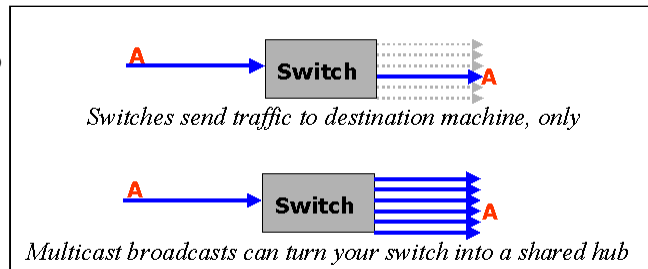 A
Switch
A
Switches send traffic to destination machine, only
A
Switch
A
Multicast broadcasts can turn your switch into a shared hub